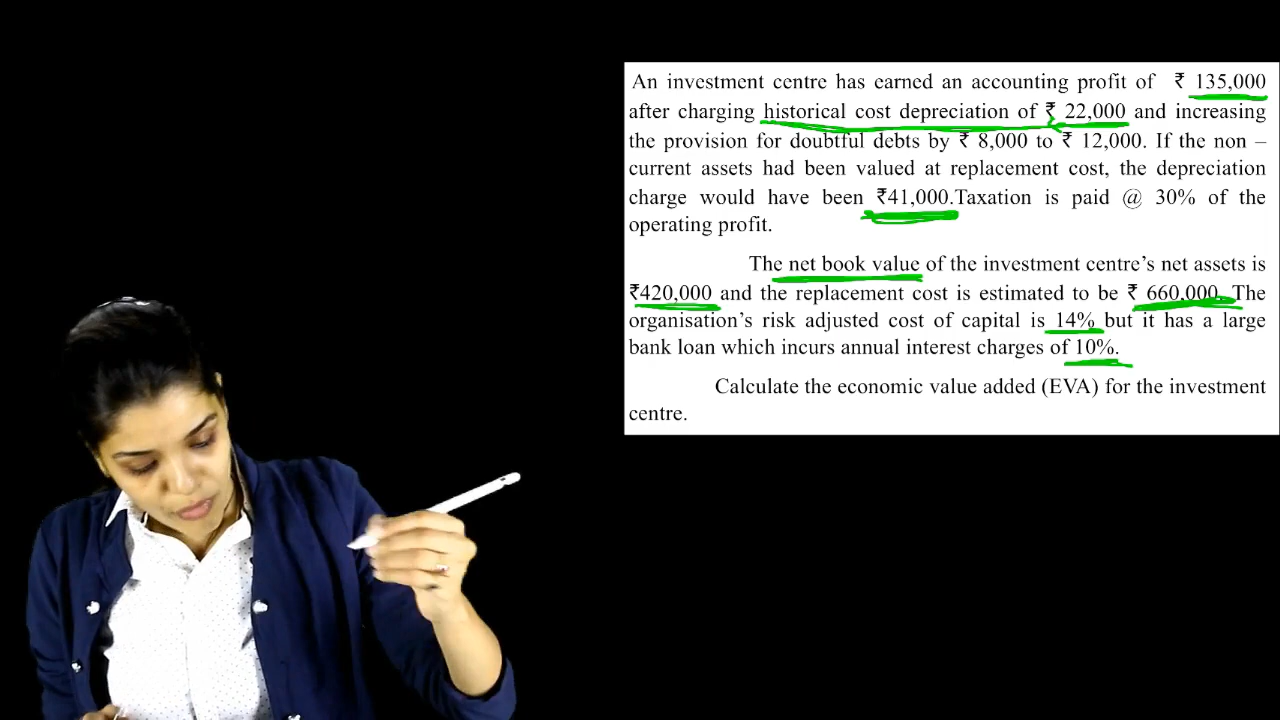 An investment centre has earned an accounting profit of ₹ 135,000
after charging historical cost depreciation of ₹ 22,000 and increasing
the provision for doubtful debts by ₹ 8,000 to ₹ 12,000. If the non –
current assets had been valued at replacement cost, the depreciation
charge would have been ₹41,000.Taxation is paid @ 30% of the
operating profit.
The net book value of the investment centre's net assets is
₹420,000 and the replacement cost is estimated to be ₹ 660,000. The
organisation's risk adjusted cost of capital is 14% but it has a large
bank loan which incurs annual interest charges of 10%.
Calculate the economic value added (EVA) for the investment
centre.